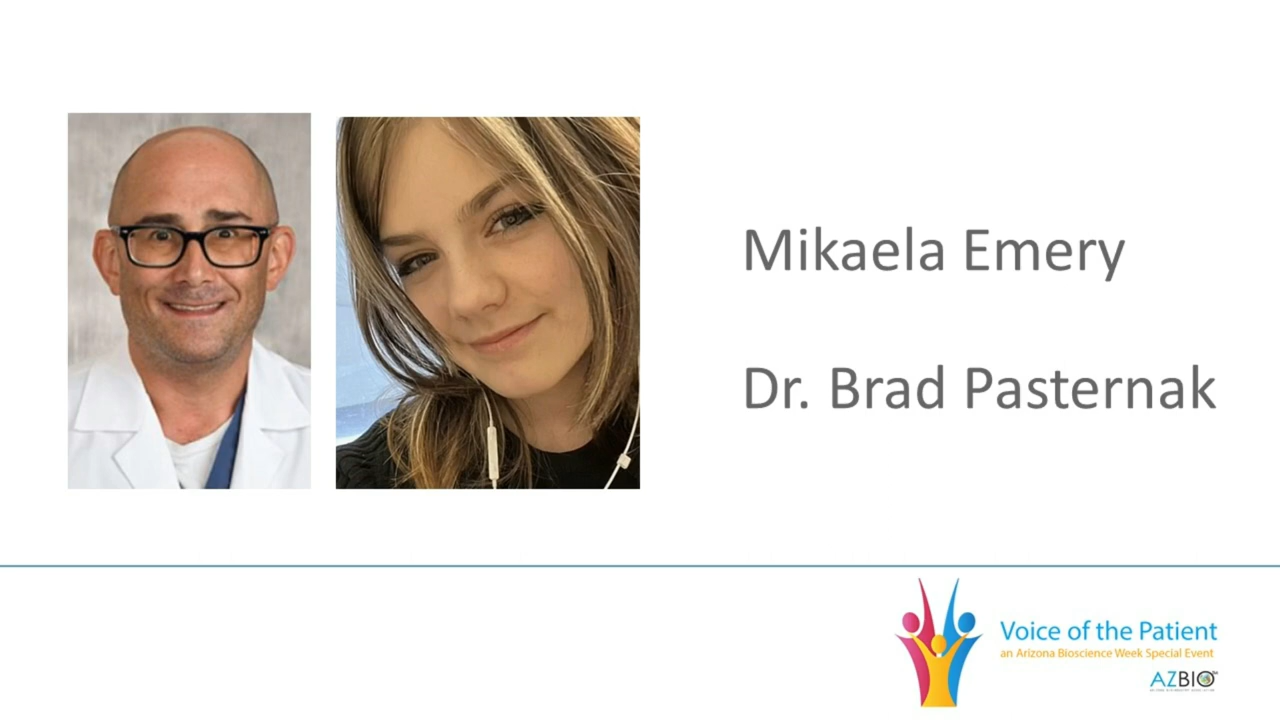 Mikaela Emery
Dr. Brad Pasternak
Voice of the Patient
an Arizona Bioscience Week Special Event
AZBIO